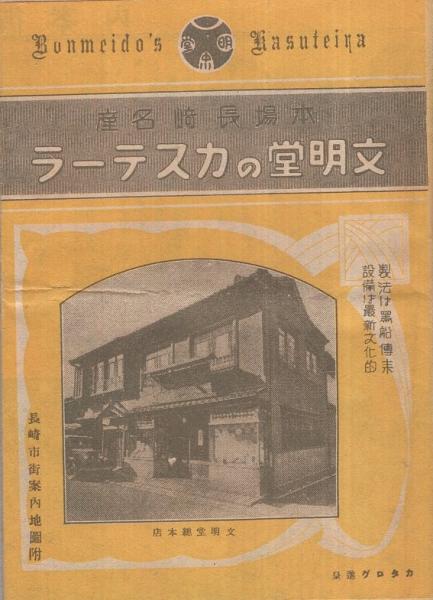 Bonmeido's Kasuteira
文明堂
本場長崎名産
文明堂のカステーラ
製法は黒船傳来
設備は最新文化的
長崎市街案内地圖附
文明堂總本店
カタログ進呈